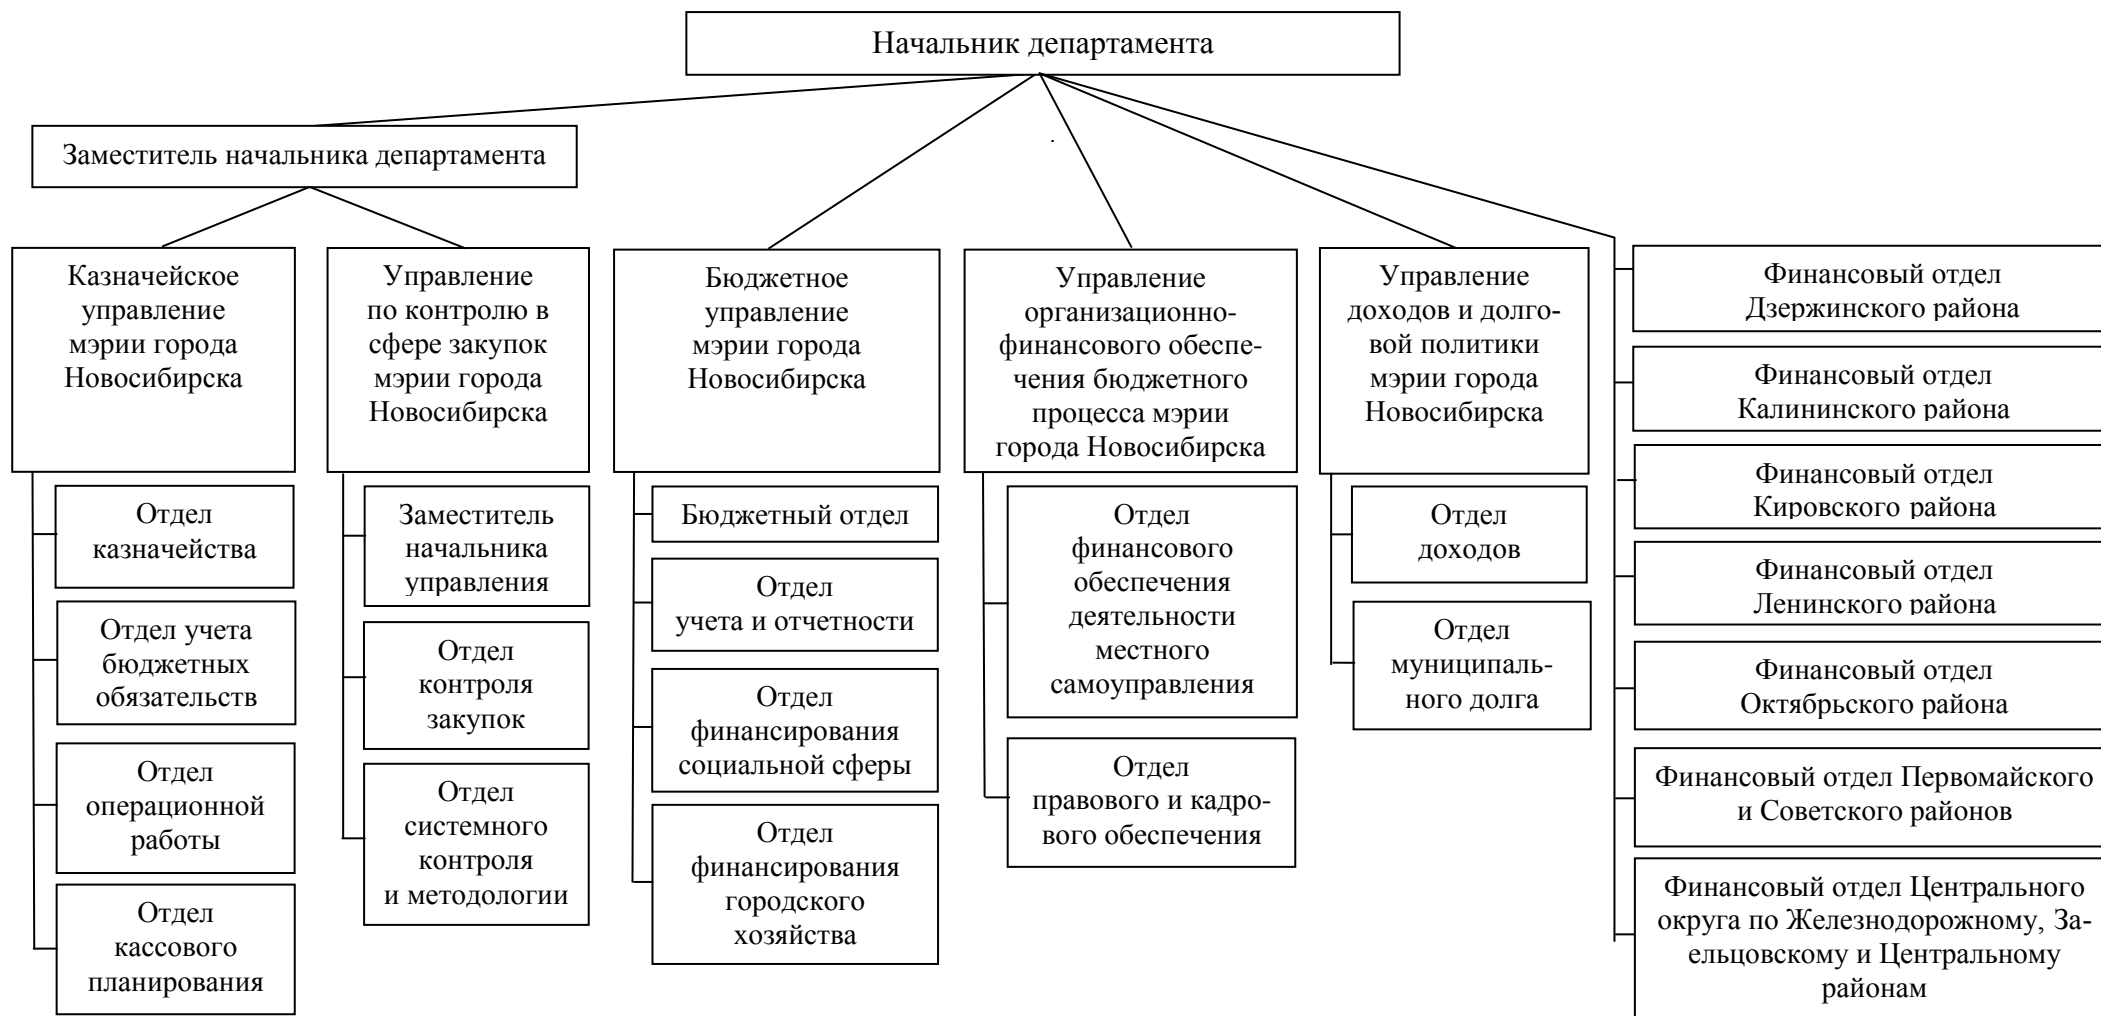 Начальник департамента
Заместитель начальника департамента
Казначейское
управление
мэрии города
Новосибирска
Управление
по контролю в
сфере закупок
мэрии города
Новосибирска
Бюджетное
управление
мэрии города
Новосибирска
Управление
организационно-
финансового обеспе-
чения бюджетного
процесса мэрии
города Новосибирска
Управление
доходов и долго-
вой политики
мэрии города
Новосибирска
Отдел
казначейства
Отдел учета
бюджетных
обязательств
Отдел
операционной
работы
Отдел
кассового
планирования
Заместитель
начальника
управления
Отдел
контроля
закупок
Отдел
системного
контроля
и методологии
Бюджетный отдел
Отдел
учета и отчетности
Отдел
финансирования
социальной сферы
Отдел
финансирования
городского
хозяйства
Отдел
финансового
обеспечения
деятельности
местного
самоуправления
Отдел
правового и кадро-
вого обеспечения
Отдел
доходов
Отдел
муниципаль-
ного долга
Финансовый отдел
Дзержинского района
Финансовый отдел
Калининского района
Финансовый отдел
Кировского района
Финансовый отдел
Ленинского района
Финансовый отдел
Октябрьского района
Финансовый отдел Первомайского
и Советского районов
Финансовый отдел Центрального
округа по Железнодорожному, За-
ельцовскому и Центральному
районам